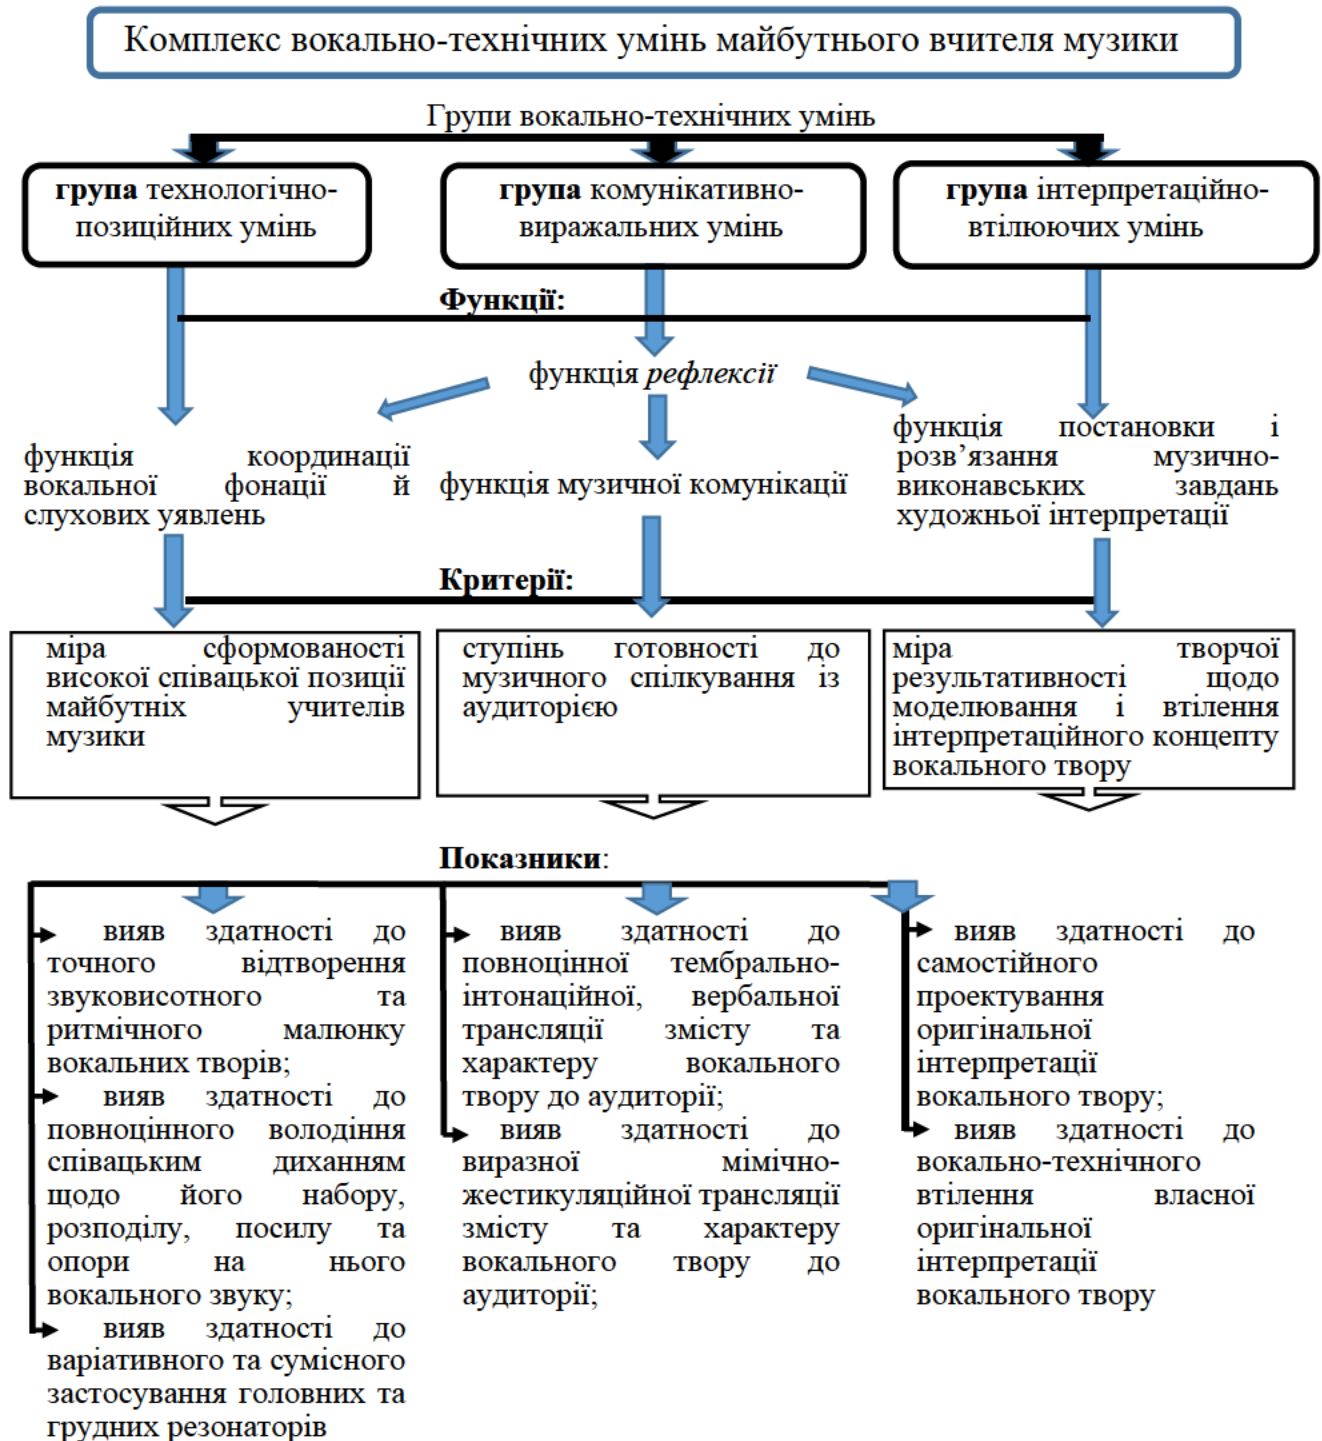 Комплекс вокально-технічних умінь майбутнього вчителя музики
Групи вокально-технічних умінь
група технологічно-
позиційних умінь
група комунікативно-
виражальних умінь
група інтерпретаційно-
втілюючих умінь
Функції:
функція рефлексії
функція координації
вокальної фонації й
слухових уявлень
функція музичної комунікації
функція постановки і
розв’язання музично-
виконавських завдань
художньої інтерпретації
Критерії:
міра сформованості
високої співацької позиції
майбутніх учителів
музики
ступінь готовності до
музичного спілкування із
аудиторією
міра творчої
результативності щодо
моделювання і втілення
інтерпретаційного концепту
вокального твору
Показники:
вияв здатності до
точного відтворення
звуковисотного та
ритмічного малюнку
вокальних творів;
вияв здатності до
повноцінного володіння
співацьким диханням
щодо його набору,
розподілу, посилу та
опори на нього
вокального звуку;
вияв здатності до
варіативного та сумісного
застосування головних та
грудних резонаторів
вияв здатності до
повноцінної тембрально-
інтонаційної, вербальної
трансляції змісту та
характеру вокального
твору до аудиторії;
вияв здатності до
виразної мімічно-
жестикуляційної трансляції
змісту та характеру
вокального твору до
аудиторії;
вияв здатності до
самостійного
проектування
оригінальної
інтерпретації
вокального твору;
вияв здатності до
вокально-технічного
втілення власної
оригінальної
інтерпретації
вокального твору